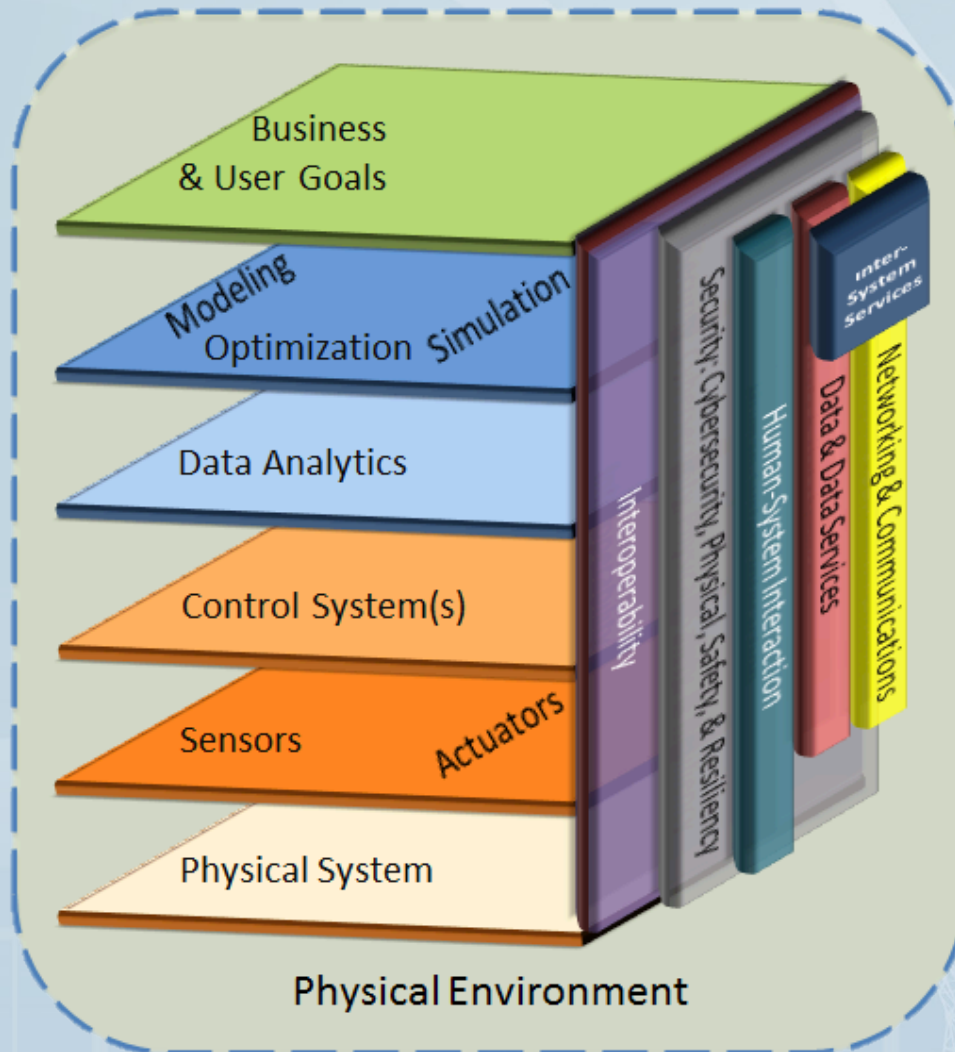 Business
& User Goals
Modeling
Simulation
Optimization
Data Analytics
Control System(s)
Sensors
Actuators
Physical System
Interoperability
Security: Cybersecurity, Physical, Safety, & Resiliency
Human-System Interaction
Data & Data Services
Networking & Communications
Inter-
System
Services
Physical Environment